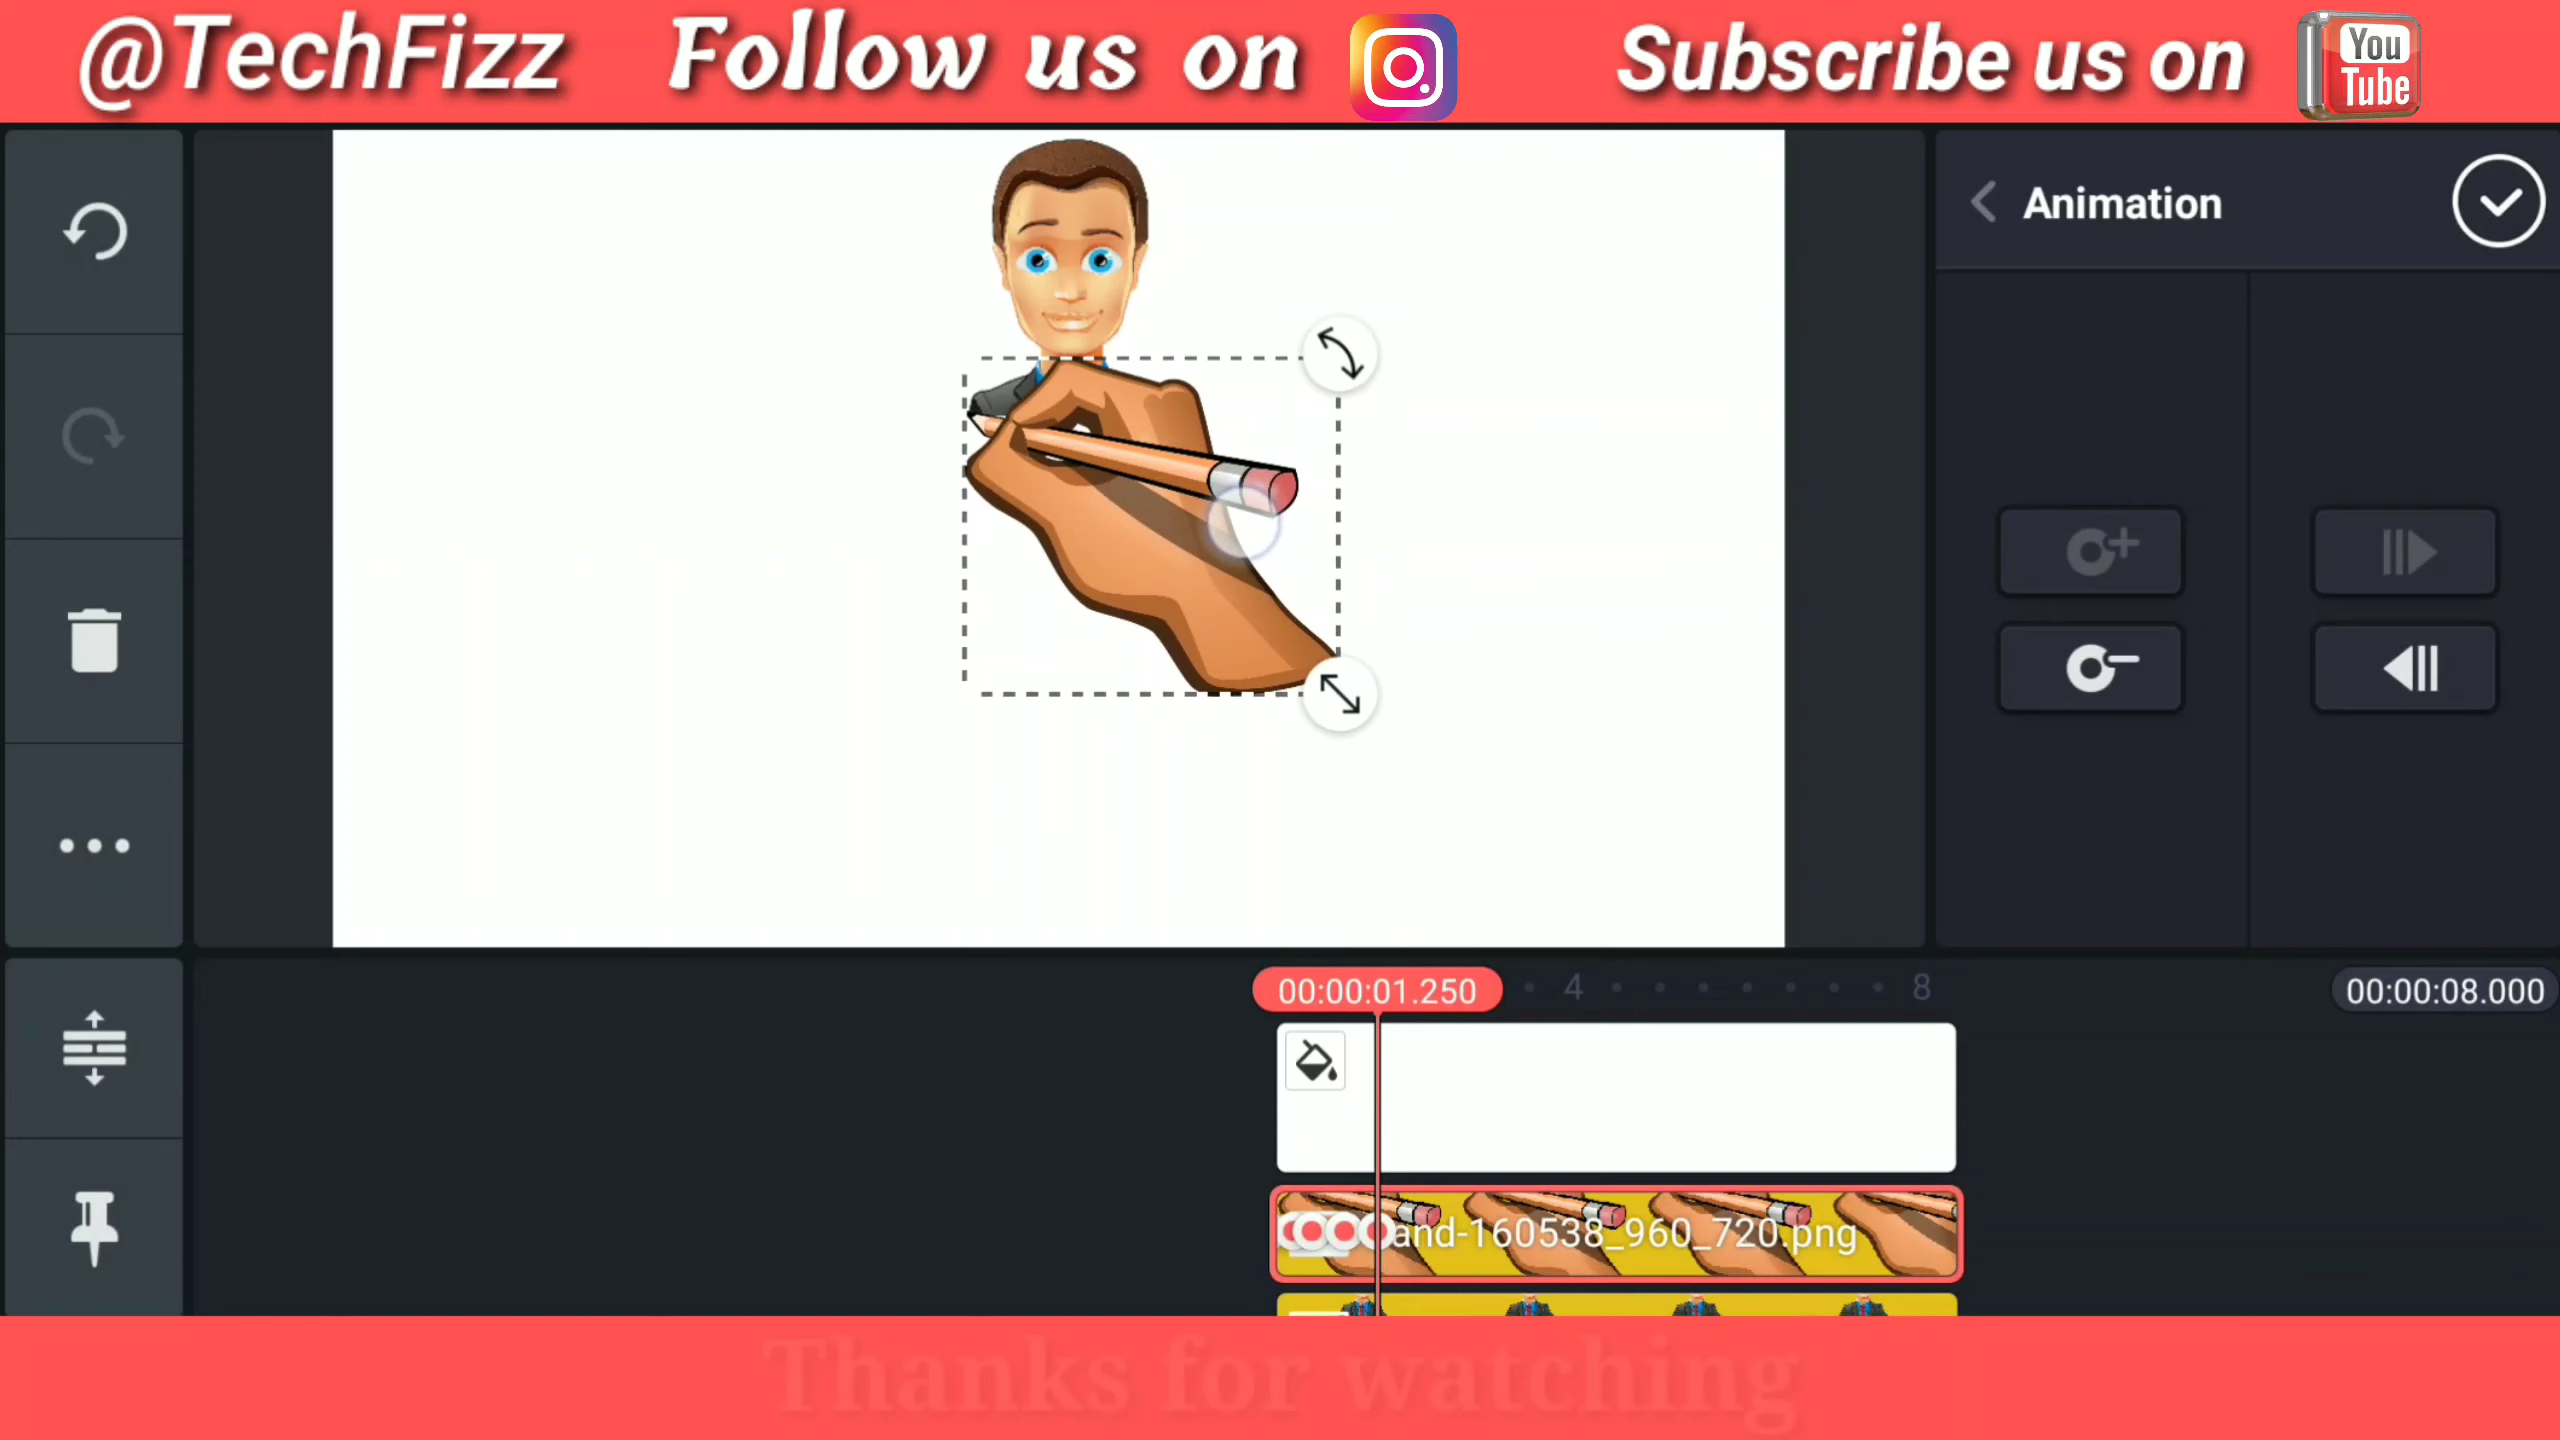 @TechFizz Follow us on Subscribe us on You Tube
Animation
00:00:01.250 4 8 00:00:08.000
and-160538_960_720.png
Thanks for watching